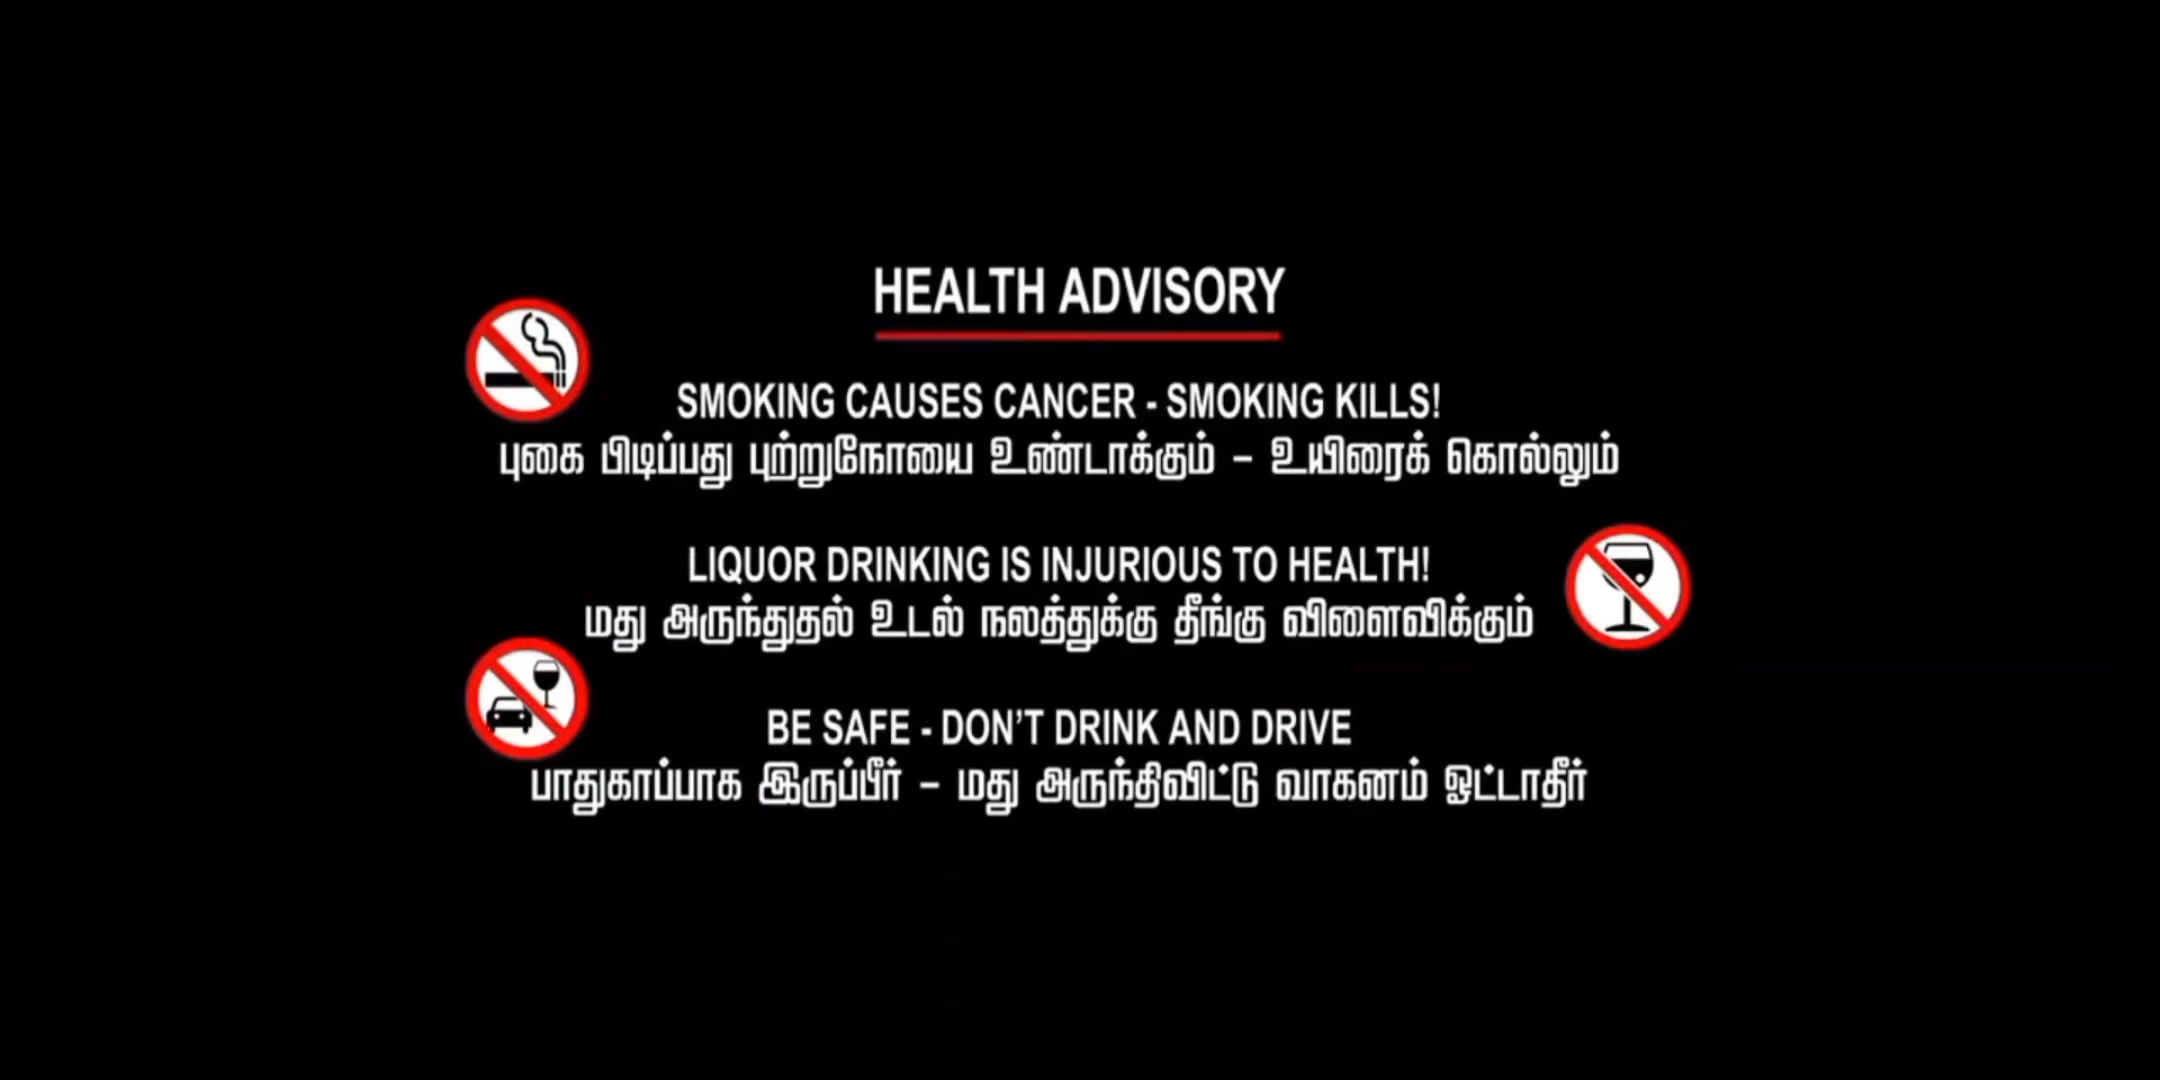 HEALTH ADVISORY
SMOKING CAUSES CANCER - SMOKING KILLS!
புகை பிடிப்பது புற்றுநோயை உண்டாக்கும் – உயிரைக் கொல்லும்
LIQUOR DRINKING IS INJURIOUS TO HEALTH!
மது அருந்துதல் உடல் நலத்துக்கு தீங்கு விளைவிக்கும்
BE SAFE - DON'T DRINK AND DRIVE
பாதுகாப்பாக இருப்பீர் – மது அருந்திவிட்டு வாகனம் ஓட்டாதீர்